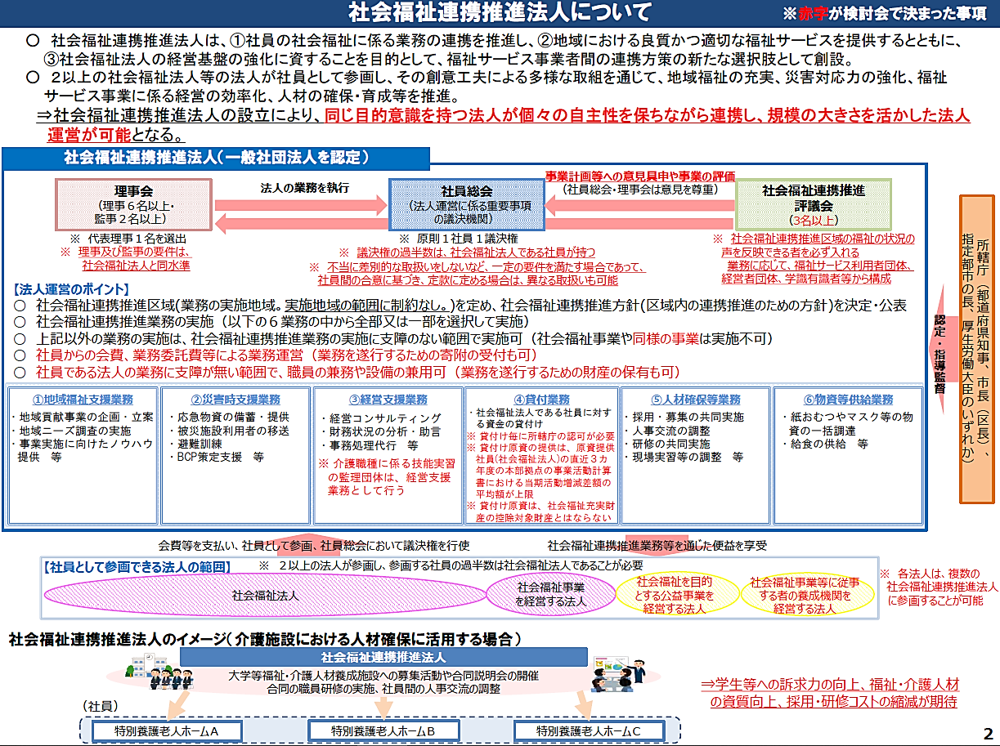 社会福祉連携推進法人について
※赤字が検討会で決まった事項
○ 社会福祉連携推進法人は、①社員の社会福祉に係る業務の連携を推進し、②地域における良質かつ適切な福祉サービスを提供するとともに、
③社会福祉法人の経営基盤の強化に資することを目的として、福祉サービス事業者間の連携方策の新たな選択肢として創設。
○ 2以上の社会福祉法人等の法人が社員として参画し、その創意工夫による多様な取組を通じて、地域福祉の充実、災害対応力の強化、福祉
サービス事業に係る経営の効率化、人材の確保・育成等を推進。
⇒社会福祉連携推進法人の設立により、同じ目的意識を持つ法人が個々の自主性を保ちながら連携し、規模の大きさを活かした法人
運営が可能となる。
社会福祉連携推進法人(一般社団法人を認定)
理事会
(理事6名以上・
監事2名以上)
法人の業務を執行
社員総会
(法人運営に係る重要事項
の議決機関)
事業計画等への意見具申や事業の評価
(社員総会・理事会は意見を尊重)
社会福祉連携推進
評議会
(3名以上)
※ 代表理事1名を選出
※ 理事及び監事の要件は、
社会福祉法人と同水準
※ 原則1社員1議決権
※ 議決権の過半数は、社会福祉法人である社員が持つ
※ 不当に差別的な取扱いをしないなど、一定の要件を満たす場合であって、
社員間の合意に基づき、定款に定める場合は、異なる取扱いも可能
※ 社会福祉連携推進区域の福祉の状況の
声を反映できる者を必ず入れる
業務に応じて、福祉サービス利用者団体、
経営者団体、学識有識者等から構成
【法人運営のポイント】
○ 社会福祉連携推進区域(業務の実施地域。実施地域の範囲に制約なし。)を定め、社会福祉連携推進方針(区域内の連携推進のための方針)を決定・公表
○ 社会福祉連携推進業務の実施(以下の6業務の中から全部又は一部を選択して実施)
○ 上記以外の業務の実施は、社会福祉連携推進業務の実施に支障のない範囲で実施可(社会福祉事業や同様の事業は実施不可)
○ 社員からの会費、業務委託費等による業務運営(業務を遂行するための寄附の受付も可)
○ 社員である法人の業務に支障が無い範囲で、職員の兼務や設備の兼用可(業務を遂行するための財産の保有も可)
①地域福祉支援業務
・地域貢献事業の企画・立案
・地域ニーズ調査の実施
・事業実施に向けたノウハウ
提供 等
②災害時支援業務
・応急物資の備蓄・提供
・被災施設利用者の移送
・避難訓練
・BCP策定支援 等
③経営支援業務
・経営コンサルティング
・財務状況の分析・助言
・事務処理代行 等
※ 介護職種に係る技能実習
の監理団体は、経営支援
業務として行う
④貸付業務
・社会福祉法人である社員に対す
る資金の貸付け
※ 貸付け毎に所轄庁の認可が必要
※ 貸付け原資の提供は、原資提供
社員(社会福祉法人)の直近3カ
年度の本部拠点の事業活動計算
書における当期活動増減差額の
平均額が上限
※ 貸付け原資は、社会福祉充実財
産の控除対象財産とはならない
⑤人材確保等業務
・採用・募集の共同実施
・人事交流の調整
・研修の共同実施
・現場実習等の調整 等
⑥物資等供給業務
・紙おむつやマスク等の物
資の一括調達
・給食の供給 等
認定・指導監督
所轄庁(都道府県知事、市長(区長)、
指定都市の長、厚生労働大臣のいずれか)
会費等を支払い、社員として参画、社員総会において議決権を行使
社会福祉連携推進業務等を通じた便益を享受
【社員として参画できる法人の範囲】 ※ 2以上の法人が参画し、参画する社員の過半数は社会福祉法人であることが必要
社会福祉法人
社会福祉事業
を経営する法人
社会福祉を目的
とする公益事業を
経営する法人
社会福祉事業等に従事
する者の養成機関を
経営する法人
※ 各法人は、複数の
社会福祉連携推進法人
に参画することが可能
社会福祉連携推進法人のイメージ(介護施設における人材確保に活用する場合)
社会福祉連携推進法人
大学等福祉・介護人材養成施設への募集活動や合同説明会の開催
合同の職員研修の実施、社員間の人事交流の調整
⇒学生等への訴求力の向上、福祉・介護人材
の資質向上、採用・研修コストの縮減が期待
(社員)
特別養護老人ホームA
特別養護老人ホームB
特別養護老人ホームC
2